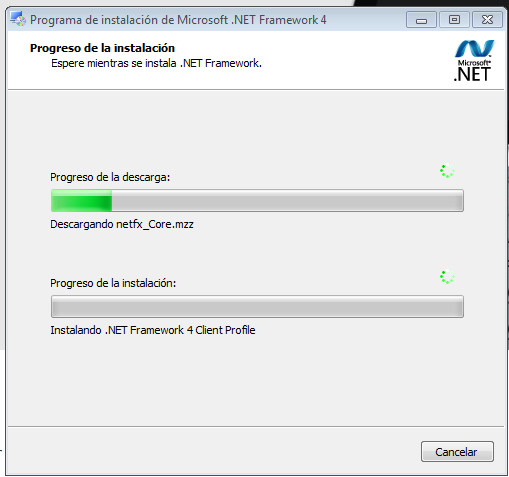 Programa de instalación de Microsoft .NET Framework 4
Progreso de la instalación
Espere mientras se instala .NET Framework.
Microsoft®
.NET
Progreso de la descarga:
Descargando netfx_Core.mzz
Progreso de la instalación:
Instalando .NET Framework 4 Client Profile
Cancelar